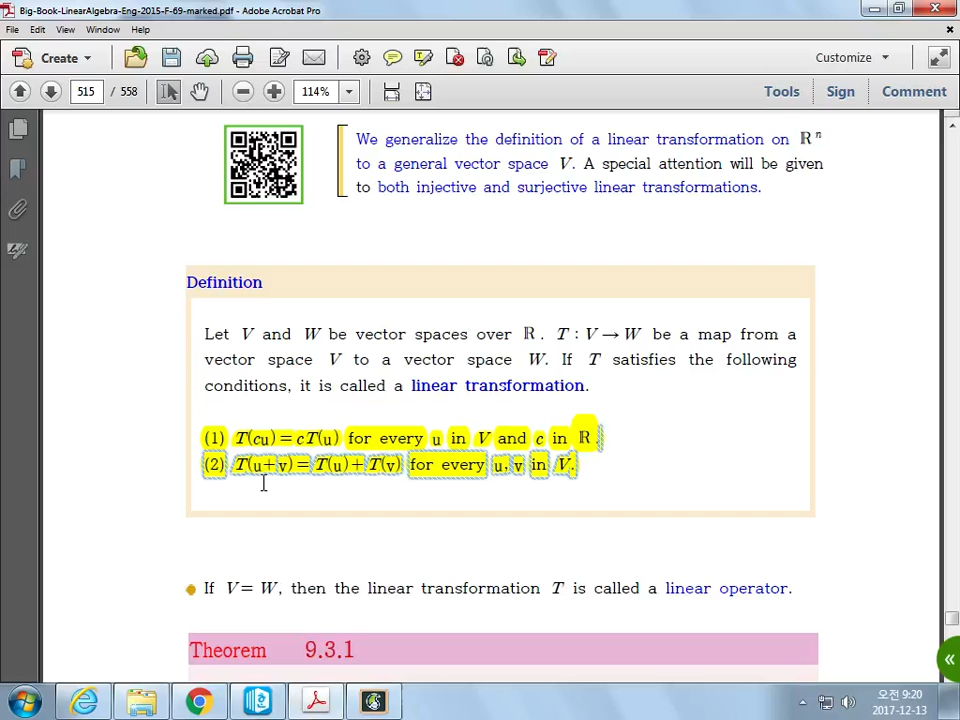 Big-Book-LinearAlgebra-Eng-2015-F-69-marked.pdf - Adobe Acrobat Pro
File Edit View Window Help
Create
Customize
515 / 558 114% Tools Sign Comment
We generalize the definition of a linear transformation on ℝⁿ
to a general vector space V. A special attention will be given
to both injective and surjective linear transformations.
Definition
Let V and W be vector spaces over ℝ. T : V → W be a map from a
vector space V to a vector space W. If T satisfies the following
conditions, it is called a linear transformation.
(1) T(cu) = c T(u) for every u in V and c in ℝ.
(2) T(u+v) = T(u) + T(v) for every u, v in V.
If V = W, then the linear transformation T is called a linear operator.
Theorem 9.3.1
오전 9:20
2017-12-13